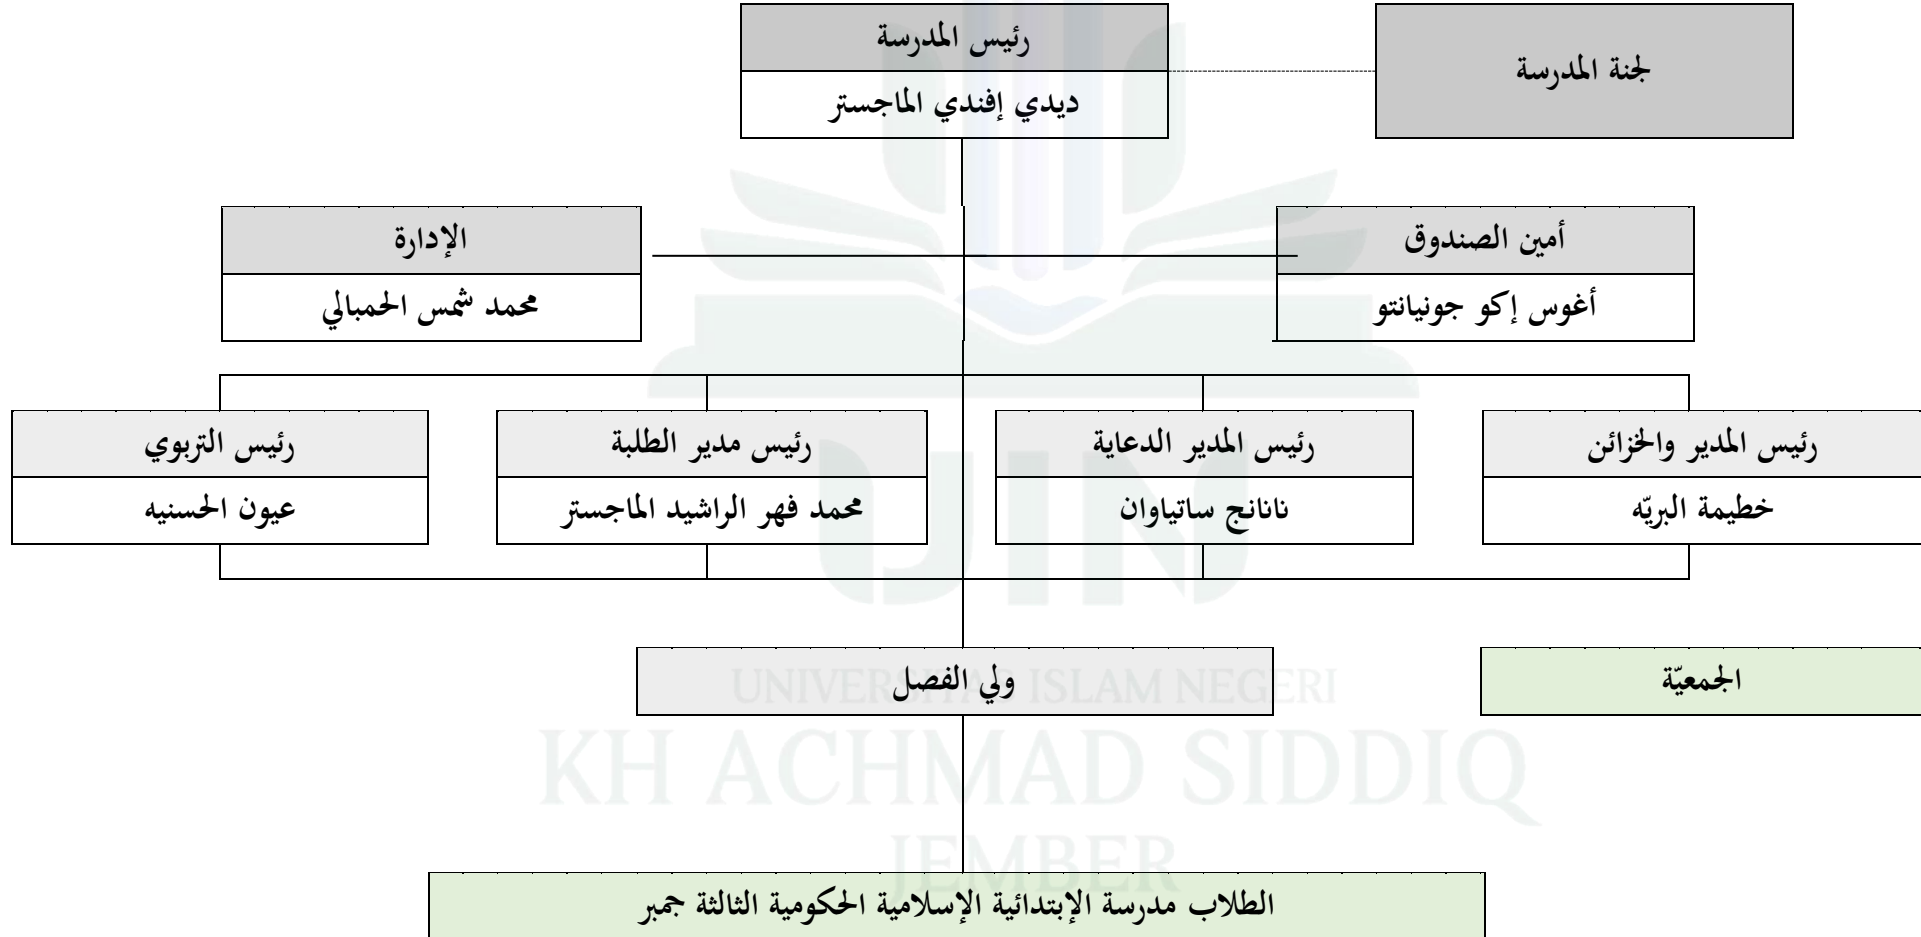 رئيس المدرسة
ديدي إفندي الماجستر
لجنة المدرسة
أمين الصندوق
أغوس إكو جونيانتو
الإدارة
محمد شمس الحمبالي
رئيس المدير والخزائن
خطيمة البريّه
رئيس المدير الدعاية
نانانج ساتياوان
رئيس مدير الطلبة
محمد فهر الراشيد الماجستر
رئيس التربوي
عيون الحسنيه
UIN
الجمعيّة
ولي الفصل
UNIVERSITAS ISLAM NEGERI
KH ACHMAD SIDDIQ
JEMBER
الطلاب مدرسة الإبتدائية الإسلامية الحكومية الثالثة جمبر